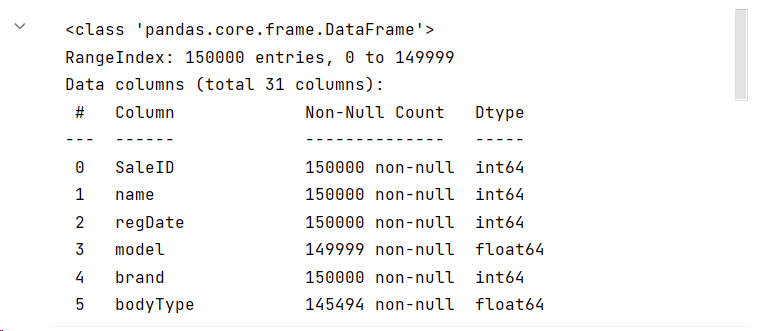 <class 'pandas.core.frame.DataFrame'>
RangeIndex: 150000 entries, 0 to 149999
Data columns (total 31 columns):
 #   Column             Non-Null Count   Dtype
---  ------             --------------   -----
 0   SaleID             150000 non-null  int64
 1   name               150000 non-null  int64
 2   regDate            150000 non-null  int64
 3   model              149999 non-null  float64
 4   brand              150000 non-null  int64
 5   bodyType           145494 non-null  float64